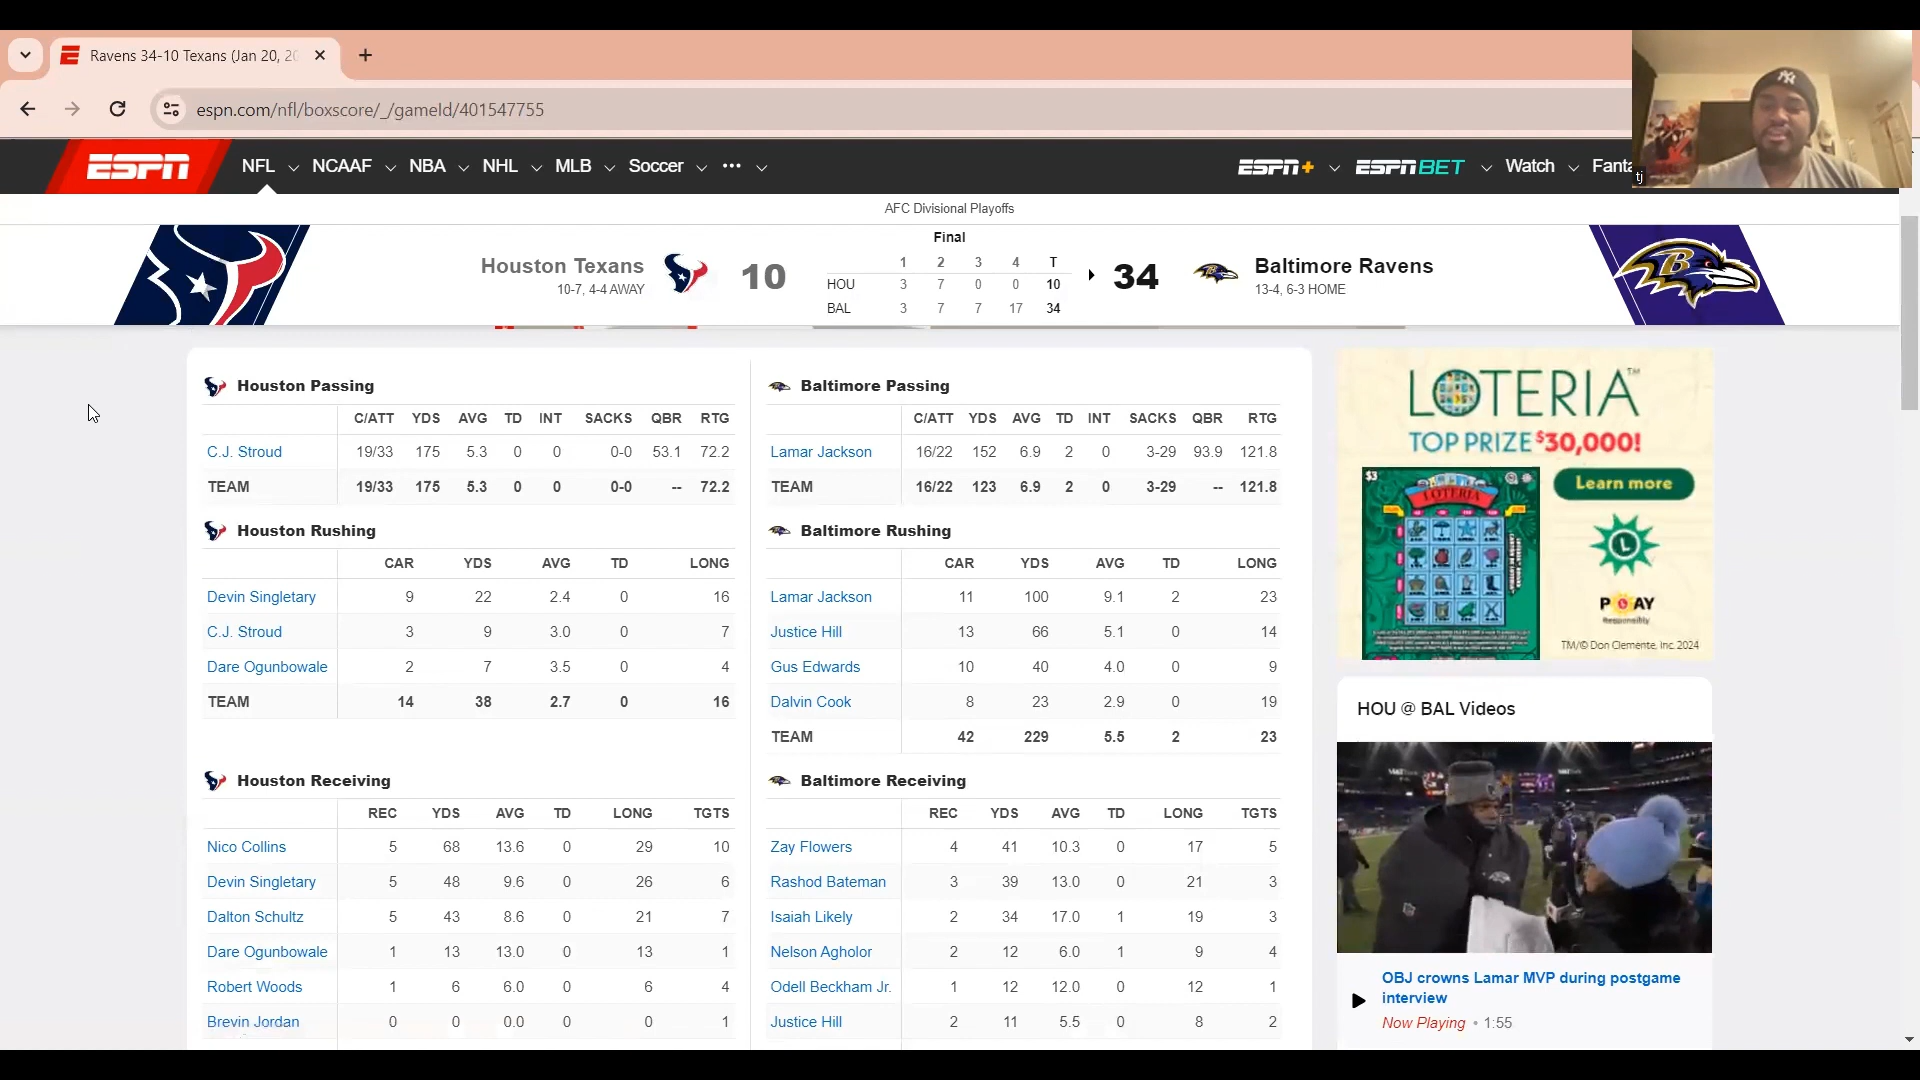 Ravens 34-10 Texans (Jan 20, 20
espn.com/nfl/boxscore/_/gameId/401547755
ESPN NFL NCAAF NBA NHL MLB Soccer ••• ESPN+ ESPN BET Watch Fanta
tj
AFC Divisional Playoffs
Final
Houston Texans 10 34 Baltimore Ravens
10-7, 4-4 AWAY 13-4, 6-3 HOME
1 2 3 4 T
HOU 3 7 0 0 10
BAL 3 7 7 17 34
Houston Passing
C/ATT YDS AVG TD INT SACKS QBR RTG
C.J. Stroud 19/33 175 5.3 0 0 0-0 53.1 72.2
TEAM 19/33 175 5.3 0 0 0-0 -- 72.2
Baltimore Passing
C/ATT YDS AVG TD INT SACKS QBR RTG
Lamar Jackson 16/22 152 6.9 2 0 3-29 93.9 121.8
TEAM 16/22 123 6.9 2 0 3-29 -- 121.8
Houston Rushing
CAR YDS AVG TD LONG
Devin Singletary 9 22 2.4 0 16
C.J. Stroud 3 9 3.0 0 7
Dare Ogunbowale 2 7 3.5 0 4
TEAM 14 38 2.7 0 16
Baltimore Rushing
CAR YDS AVG TD LONG
Lamar Jackson 11 100 9.1 2 23
Justice Hill 13 66 5.1 0 14
Gus Edwards 10 40 4.0 0 9
Dalvin Cook 8 23 2.9 0 19
TEAM 42 229 5.5 2 23
Houston Receiving
REC YDS AVG TD LONG TGTS
Nico Collins 5 68 13.6 0 29 10
Devin Singletary 5 48 9.6 0 26 6
Dalton Schultz 5 43 8.6 0 21 7
Dare Ogunbowale 1 13 13.0 0 13 1
Robert Woods 1 6 6.0 0 6 4
Brevin Jordan 0 0 0.0 0 0 1
Baltimore Receiving
REC YDS AVG TD LONG TGTS
Zay Flowers 4 41 10.3 0 17 5
Rashod Bateman 3 39 13.0 0 21 3
Isaiah Likely 2 34 17.0 1 19 3
Nelson Agholor 2 12 6.0 1 9 4
Odell Beckham Jr. 1 12 12.0 0 12 1
Justice Hill 2 11 5.5 0 8 2
LOTERIA™
TOP PRIZE $30,000!
$3
LOTERIA
Learn more
L
PLAY
Responsibly
TM/© Don Clemente, Inc. 2024
HOU @ BAL Videos
OBJ crowns Lamar MVP during postgame
interview
Now Playing • 1:55